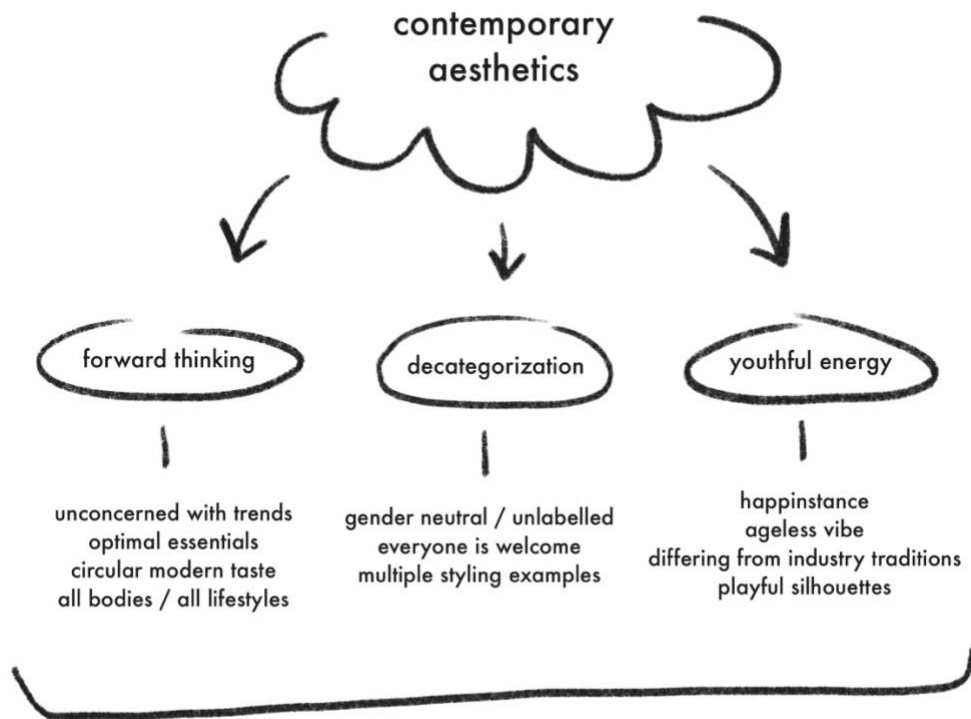 contemporary
aesthetics
forward thinking
decategorization
youthful energy
unconcerned with trends
optimal essentials
circular modern taste
all bodies / all lifestyles
gender neutral / unlabelled
everyone is welcome
multiple styling examples
happinstance
ageless vibe
differing from industry traditions
playful silhouettes